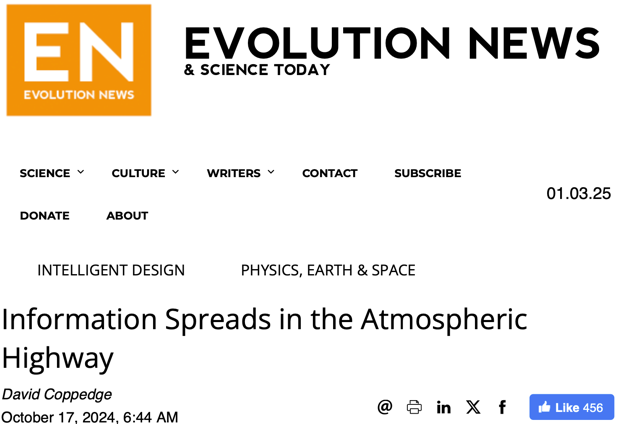 EN
EVOLUTION NEWS
EVOLUTION NEWS
& SCIENCE TODAY
SCIENCE CULTURE WRITERS CONTACT SUBSCRIBE
01.03.25
DONATE ABOUT
INTELLIGENT DESIGN PHYSICS, EARTH & SPACE
Information Spreads in the Atmospheric
Highway
David Coppedge
October 17, 2024, 6:44 AM
@ in X f Like 456